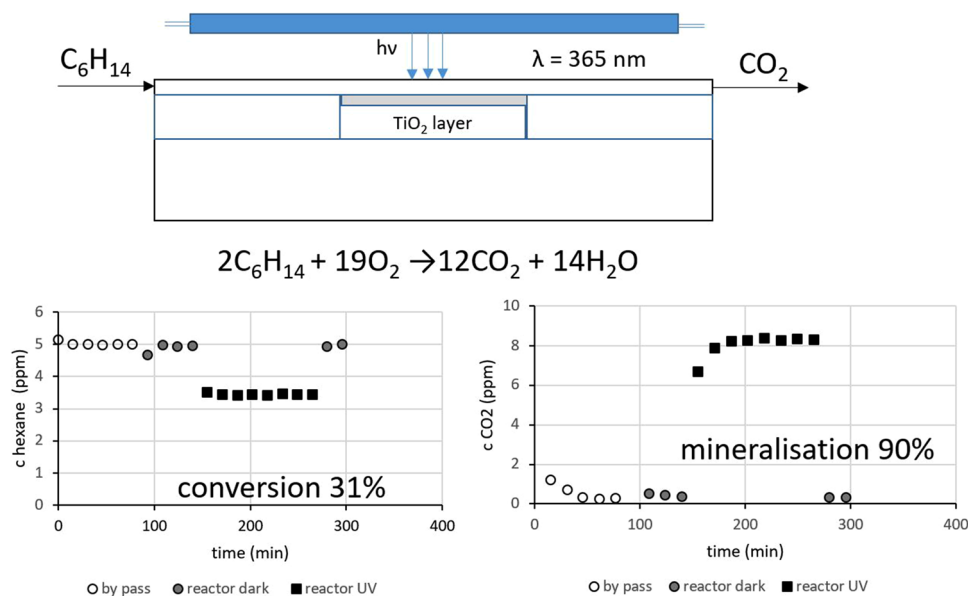 hν
λ = 365 nm
C₆H₁₄
CO₂
TiO₂ layer
2C₆H₁₄ + 19O₂ →12CO₂ + 14H₂O
6
5
4
3
2
1
0
c hexane (ppm)
conversion 31%
0 100 200 300 400
time (min)
by pass reactor dark reactor UV
10
8
6
4
2
0
c CO2 (ppm)
mineralisation 90%
0 100 200 300 400
time (min)
by pass reactor dark reactor UV